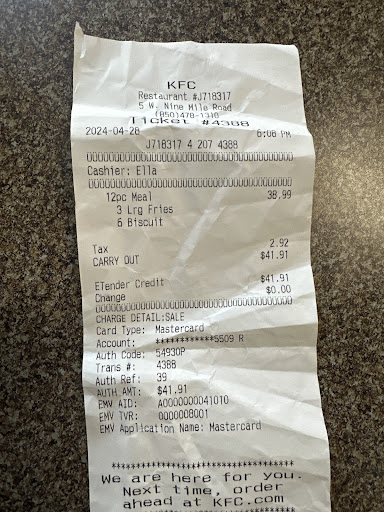 KFC
Restaurant #J718317
5 W. Nine Mile Road
(850)478-1310
Ticket #4388
2024-04-28 6:08 PM
J718317 4 207 4388
Cashier: Ella
12pc Meal 38.99
3 Lrg Fries
6 Biscuit
Tax 2.92
CARRY OUT $41.91
ETender Credit $41.91
Change $0.00
CHARGE DETAIL:SALE
Card Type: Mastercard
Account: ************5509 R
Auth Code: 54930P
Trans #: 4388
Auth Ref: 39
AUTH AMT: $41.91
EMV AID: A0000000041010
EMV TVR: 0000008001
EMV Application Name: Mastercard
**********************
We are here for you.
Next time, order
ahead at KFC.com